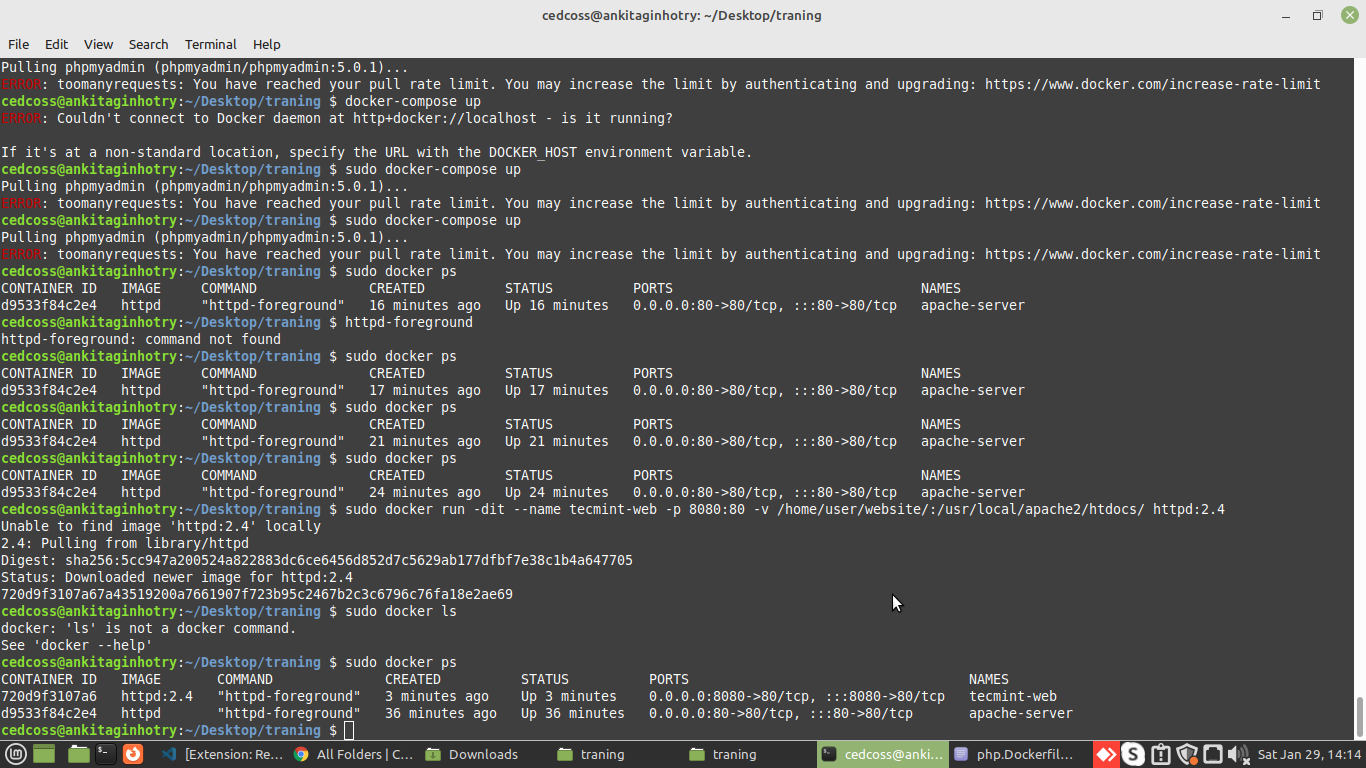 cedcoss@ankitaginhotry: ~/Desktop/traning
File Edit View Search Terminal Help
Pulling phpmyadmin (phpmyadmin/phpmyadmin:5.0.1)...
ERROR: toomanyrequests: You have reached your pull rate limit. You may increase the limit by authenticating and upgrading: https://www.docker.com/increase-rate-limit
cedcoss@ankitaginhotry:~/Desktop/traning $ docker-compose up
ERROR: Couldn't connect to Docker daemon at http+docker://localhost - is it running?
If it's at a non-standard location, specify the URL with the DOCKER_HOST environment variable.
cedcoss@ankitaginhotry:~/Desktop/traning $ sudo docker-compose up
Pulling phpmyadmin (phpmyadmin/phpmyadmin:5.0.1)...
ERROR: toomanyrequests: You have reached your pull rate limit. You may increase the limit by authenticating and upgrading: https://www.docker.com/increase-rate-limit
cedcoss@ankitaginhotry:~/Desktop/traning $ sudo docker-compose up
Pulling phpmyadmin (phpmyadmin/phpmyadmin:5.0.1)...
ERROR: toomanyrequests: You have reached your pull rate limit. You may increase the limit by authenticating and upgrading: https://www.docker.com/increase-rate-limit
cedcoss@ankitaginhotry:~/Desktop/traning $ sudo docker ps
CONTAINER ID   IMAGE     COMMAND              CREATED          STATUS          PORTS                               NAMES
d9533f84c2e4   httpd     "httpd-foreground"   16 minutes ago   Up 16 minutes   0.0.0.0:80->80/tcp, :::80->80/tcp   apache-server
cedcoss@ankitaginhotry:~/Desktop/traning $ httpd-foreground
httpd-foreground: command not found
cedcoss@ankitaginhotry:~/Desktop/traning $ sudo docker ps
CONTAINER ID   IMAGE     COMMAND              CREATED          STATUS          PORTS                               NAMES
d9533f84c2e4   httpd     "httpd-foreground"   17 minutes ago   Up 17 minutes   0.0.0.0:80->80/tcp, :::80->80/tcp   apache-server
cedcoss@ankitaginhotry:~/Desktop/traning $ sudo docker ps
CONTAINER ID   IMAGE     COMMAND              CREATED          STATUS          PORTS                               NAMES
d9533f84c2e4   httpd     "httpd-foreground"   21 minutes ago   Up 21 minutes   0.0.0.0:80->80/tcp, :::80->80/tcp   apache-server
cedcoss@ankitaginhotry:~/Desktop/traning $ sudo docker ps
CONTAINER ID   IMAGE     COMMAND              CREATED          STATUS          PORTS                               NAMES
d9533f84c2e4   httpd     "httpd-foreground"   24 minutes ago   Up 24 minutes   0.0.0.0:80->80/tcp, :::80->80/tcp   apache-server
cedcoss@ankitaginhotry:~/Desktop/traning $ sudo docker run -dit --name tecmint-web -p 8080:80 -v /home/user/website/:/usr/local/apache2/htdocs/ httpd:2.4
Unable to find image 'httpd:2.4' locally
2.4: Pulling from library/httpd
Digest: sha256:5cc947a200524a822883dc6ce6456d852d7c5629ab177dfbf7e38c1b4a647705
Status: Downloaded newer image for httpd:2.4
720d9f3107a67a43519200a7661907f723b95c2467b2c3c6796c76fa18e2ae69
cedcoss@ankitaginhotry:~/Desktop/traning $ sudo docker ls
docker: 'ls' is not a docker command.
See 'docker --help'
cedcoss@ankitaginhotry:~/Desktop/traning $ sudo docker ps
CONTAINER ID   IMAGE       COMMAND              CREATED          STATUS          PORTS                                   NAMES
720d9f3107a6   httpd:2.4   "httpd-foreground"   3 minutes ago    Up 3 minutes    0.0.0.0:8080->80/tcp, :::8080->80/tcp   tecmint-web
d9533f84c2e4   httpd       "httpd-foreground"   36 minutes ago   Up 36 minutes   0.0.0.0:80->80/tcp, :::80->80/tcp       apache-server
cedcoss@ankitaginhotry:~/Desktop/traning $
[Extension: Re... All Folders | C... Downloads traning traning cedcoss@anki... php.Dockerfil... S Sat Jan 29, 14:14